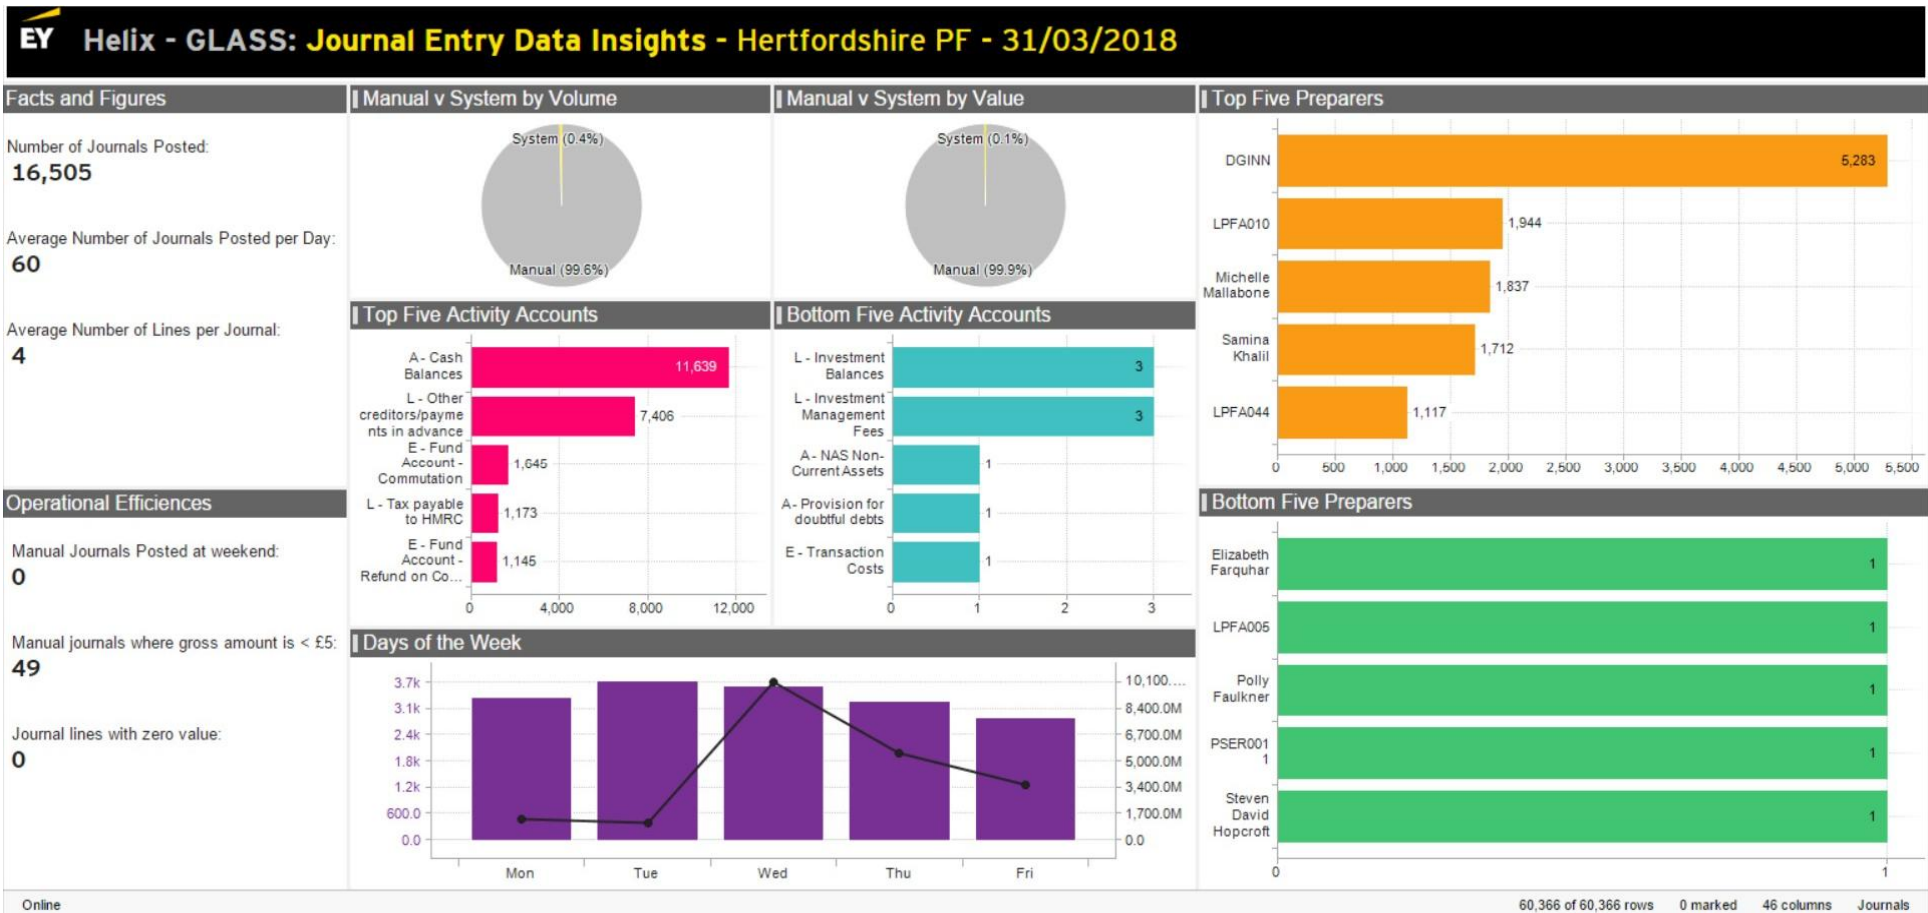 EY
Helix - GLASS: Journal Entry Data Insights - Hertfordshire PF - 31/03/2018
Facts and Figures
Number of Journals Posted:
16,505
Average Number of Journals Posted per Day:
60
Average Number of Lines per Journal:
4
Operational Efficiences
Manual Journals Posted at weekend:
0
Manual journals where gross amount is < £5:
49
Journal lines with zero value:
0
Manual v System by Volume
System (0.4%)
Manual (99.6%)
Manual v System by Value
System (0.1%)
Manual (99.9%)
Top Five Activity Accounts
A - Cash
Balances
11,639
L - Other
creditors/payme
nts in advance
7,406
E - Fund
Account -
Commutation
1,645
L - Tax payable
to HMRC
1,173
E - Fund
Account -
Refund on Co...
1,145
0
4,000
8,000
12,000
Bottom Five Activity Accounts
L - Investment
Balances
3
L - Investment
Management
Fees
3
A - NAS Non-
Current Assets
1
A - Provision for
doubtful debts
1
E - Transaction
Costs
1
0
1
2
3
Days of the Week
3.7k
3.1k
2.4k
1.8k
1.2k
600.0
0.0
10,100....
8,400.0M
6,700.0M
5,000.0M
3,400.0M
1,700.0M
0.0
Mon
Tue
Wed
Thu
Fri
Top Five Preparers
DGINN
5,283
LPFA010
1,944
Michelle
Mallabone
1,837
Samina
Khalil
1,712
LPFA044
1,117
0
500
1,000
1,500
2,000
2,500
3,000
3,500
4,000
4,500
5,000
5,500
Bottom Five Preparers
Elizabeth
Farquhar
1
LPFA005
1
Polly
Faulkner
1
PSER001
1
1
Steven
David
Hopcroft
1
0
1
Online
60,366 of 60,366 rows
0 marked
46 columns
Journals